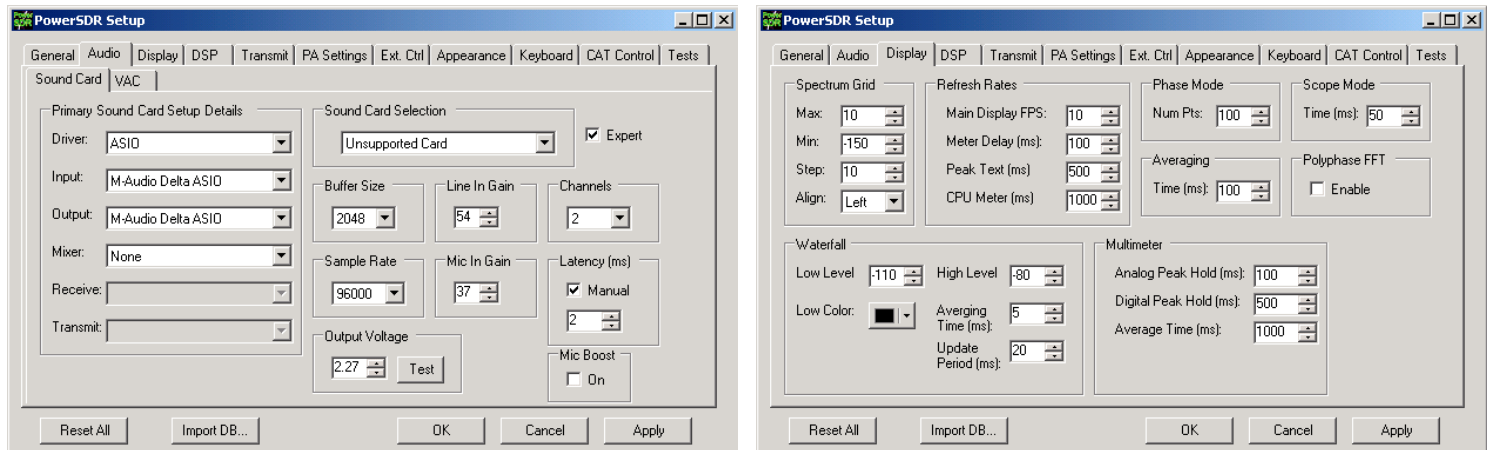 PowerSDR Setup
General Audio Display DSP Transmit PA Settings Ext. Ctrl Appearance Keyboard CAT Control Tests
Sound Card VAC
Primary Sound Card Setup Details
Driver: ASIO
Input: M-Audio Delta ASIO
Output: M-Audio Delta ASIO
Mixer: None
Receive:
Transmit:
Sound Card Selection
Unsupported Card
Expert
Buffer Size
2048
Line In Gain
54
Channels
2
Sample Rate
96000
Mic In Gain
37
Latency (ms)
Manual
2
Output Voltage
2.27 Test
Mic Boost
On
Reset All Import DB... OK Cancel Apply
PowerSDR Setup
General Audio Display DSP Transmit PA Settings Ext. Ctrl Appearance Keyboard CAT Control Tests
Spectrum Grid
Max: 10
Min: -150
Step: 10
Align: Left
Refresh Rates
Main Display FPS: 10
Meter Delay (ms): 100
Peak Text (ms) 500
CPU Meter (ms) 1000
Phase Mode
Num Pts: 100
Scope Mode
Time (ms): 50
Averaging
Time (ms): 100
Polyphase FFT
Enable
Waterfall
Low Level -110 High Level -80
Low Color: Averging
Time (ms): 5
Update
Period (ms): 20
Multimeter
Analog Peak Hold (ms): 100
Digital Peak Hold (ms): 500
Average Time (ms): 1000
Reset All Import DB... OK Cancel Apply